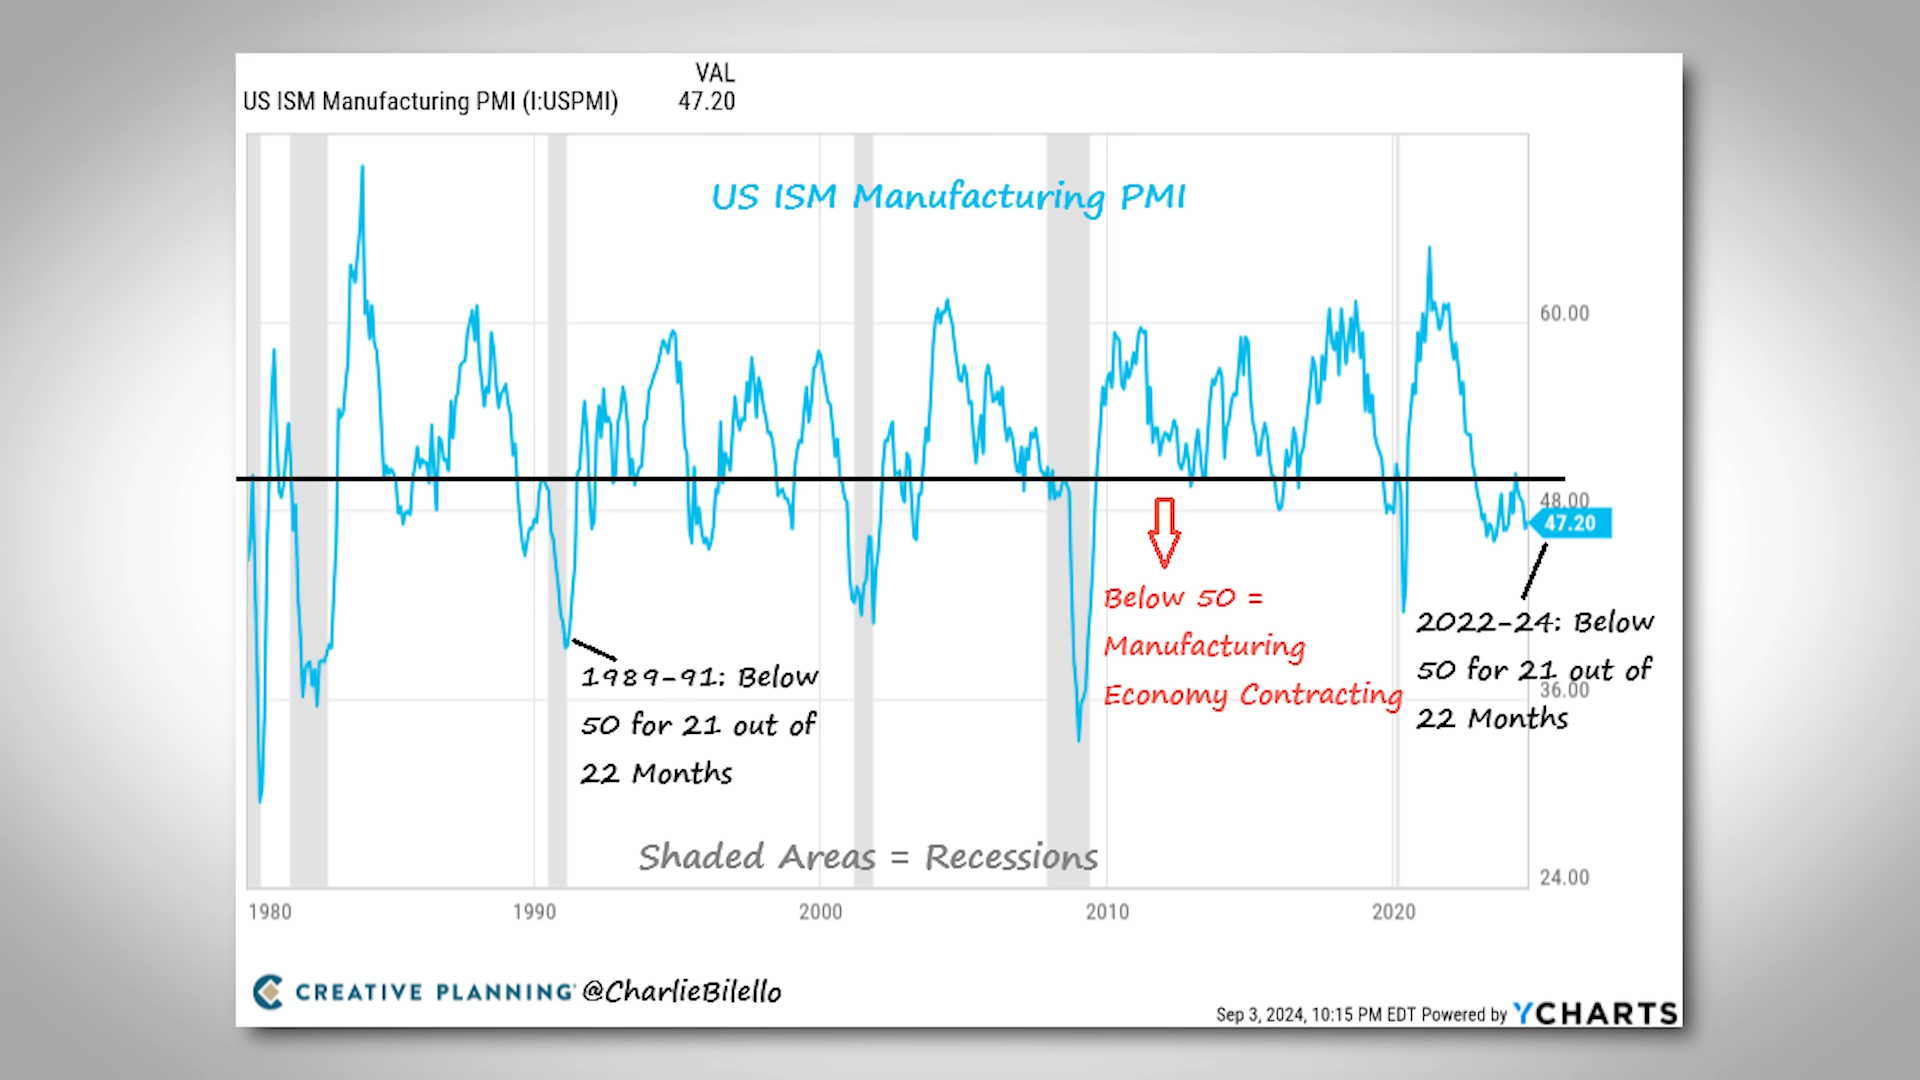 VAL
US ISM Manufacturing PMI (I:USPMI) 47.20
US ISM Manufacturing PMI
60.00
48.00
47.20
36.00
24.00
Below 50 =
Manufacturing
Economy Contracting
1989-91: Below
50 for 21 out of
22 Months
2022-24: Below
50 for 21 out of
22 Months
Shaded Areas = Recessions
1980 1990 2000 2010 2020
CREATIVE PLANNING @CharlieBilello
Sep 3, 2024, 10:15 PM EDT Powered by YCHARTS